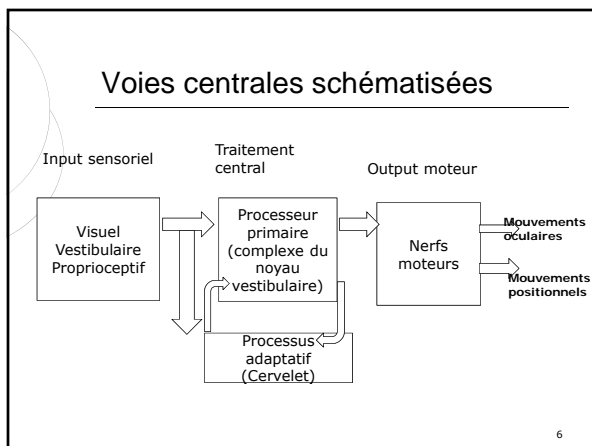 Voies centrales schématisées
Input sensoriel
Traitement
central
Output moteur
Visuel
Vestibulaire
Proprioceptif
Processeur
primaire
(complexe du
noyau
vestibulaire)
Nerfs
moteurs
Mouvements
oculaires
Mouvements
positionnels
Processus
adaptatif
(Cervelet)
6